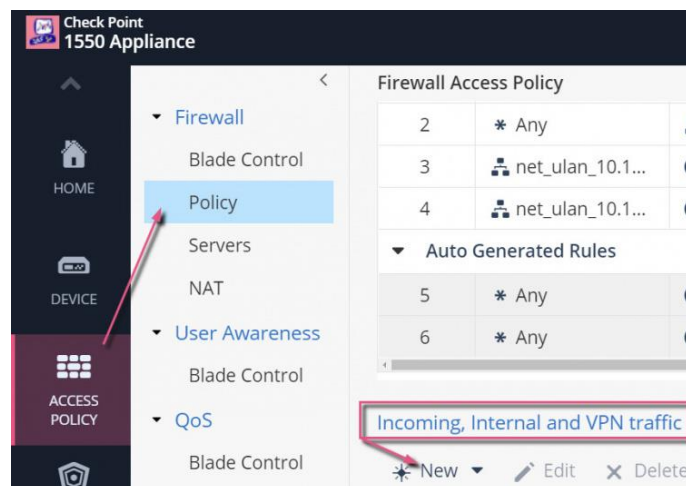 Check Point
1550 Appliance
HOME
DEVICE
ACCESS
POLICY
Firewall
Blade Control
Policy
Servers
NAT
User Awareness
Blade Control
QoS
Blade Control
Firewall Access Policy
2 * Any
3 net_ulan_10.1...
4 net_ulan_10.1...
Auto Generated Rules
5 * Any
6 * Any
Incoming, Internal and VPN traffic
New Edit Delete